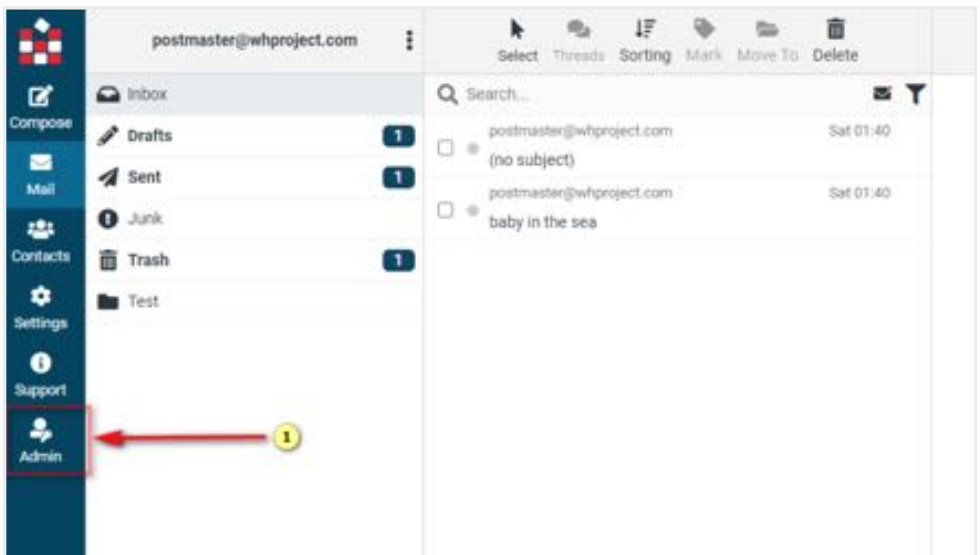 postmaster@whproject.com
Select Threads Sorting Mark Move To Delete
Compose
Mail
Contacts
Settings
Support
Admin
Inbox
Drafts 1
Sent 1
Junk
Trash 1
Test
Search...
postmaster@whproject.com Sat 01:40
(no subject)
postmaster@whproject.com Sat 01:40
baby in the sea
1